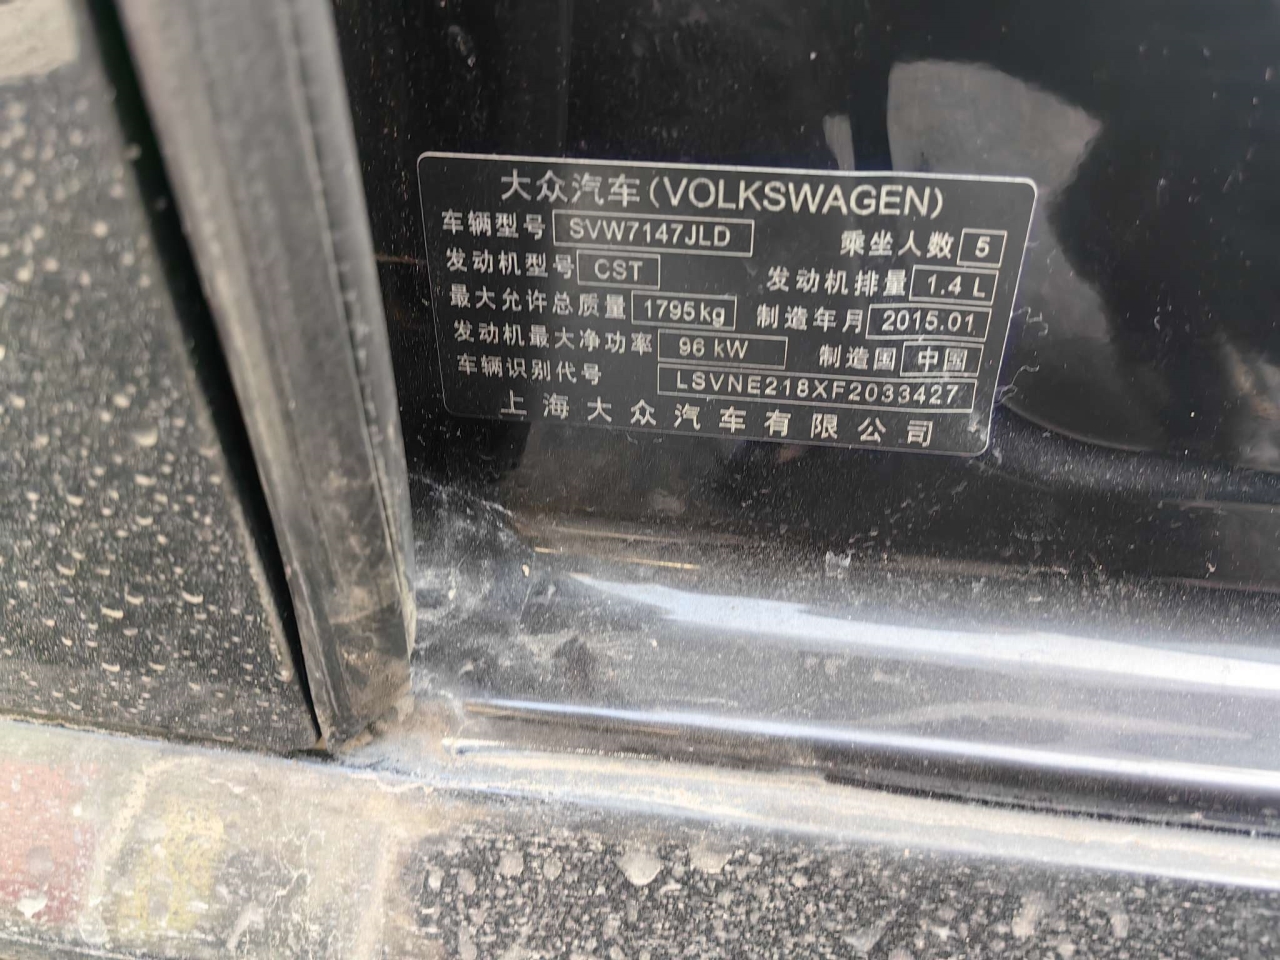 大众汽车(VOLKSWAGEN)
车辆型号 SVW7147JLD 乘坐人数 5
发动机型号 CST 发动机排量 1.4 L
最大允许总质量 1795kg 制造年月 2015.01
发动机最大净功率 96 kW 制造国 中国
车辆识别代号 LSVNE218XF2033427
上海大众汽车有限公司